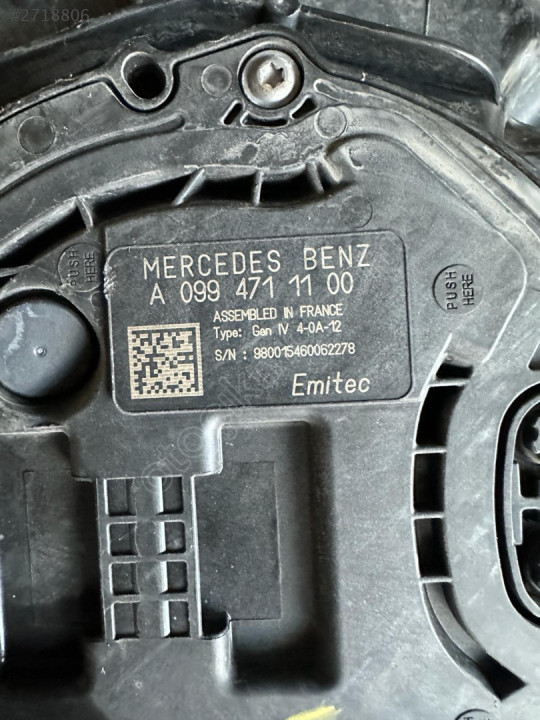 #2718806
PUSH
HERE
MERCEDES BENZ
A 099 471 11 00
ASSEMBLED IN FRANCE
Type: Gen IV 4-0A-12
S/N : 980015460062278
Emitec
PUSH
HERE